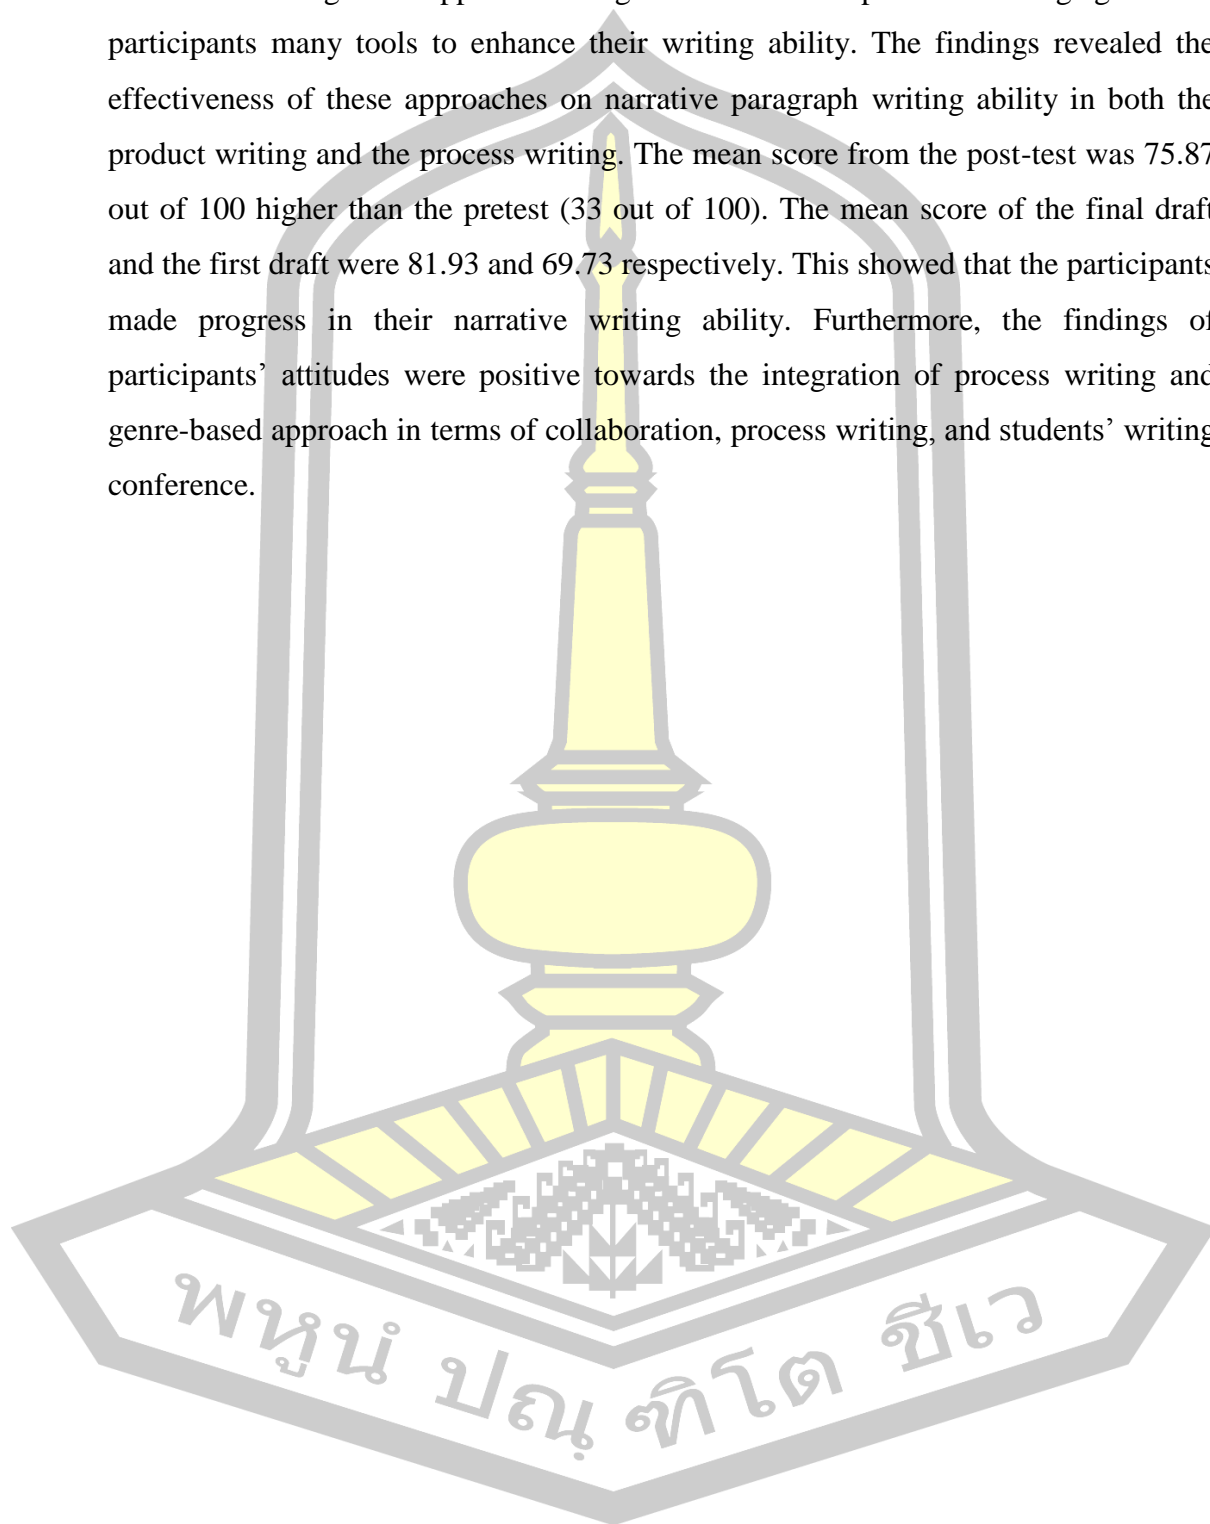 participants many tools to enhance their writing ability. The findings revealed the
effectiveness of these approaches on narrative paragraph writing ability in both the
product writing and the process writing. The mean score from the post-test was 75.87
out of 100 higher than the pretest (33 out of 100). The mean score of the final draft
and the first draft were 81.93 and 69.73 respectively. This showed that the participants
made progress in their narrative writing ability. Furthermore, the findings of
participants’ attitudes were positive towards the integration of process writing and
genre-based approach in terms of collaboration, process writing, and students’ writing
conference.
พหูนํ ปณฺฑิโต ชีเว